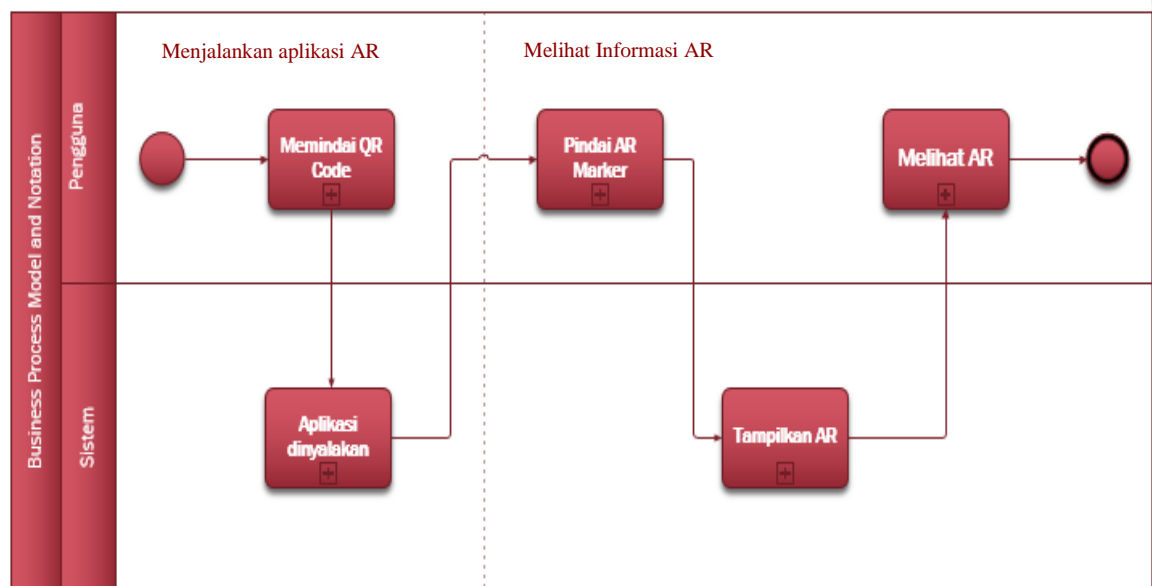 Business Process Model and Notation
Pengguna
Sistem
Menjalankan aplikasi AR
Melihat Informasi AR
Memindai QR
Code
Pindai AR
Marker
Melihat AR
Aplikasi
dinyalakan
Tampilkan AR